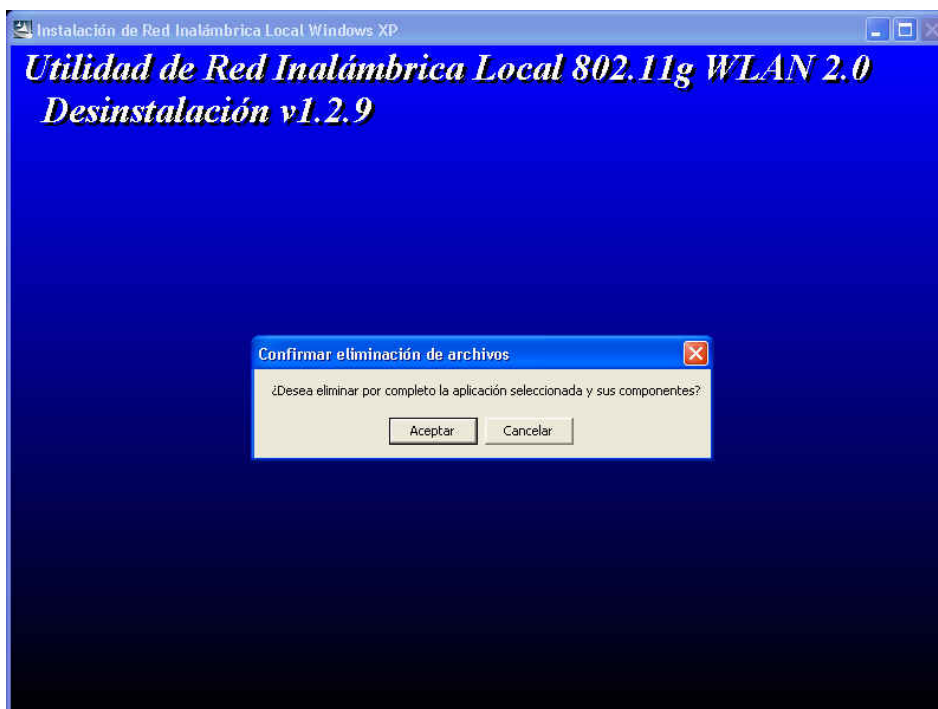 Instalación de Red Inalámbrica Local Windows XP
Utilidad de Red Inalámbrica Local 802.11g WLAN 2.0
Desinstalación v1.2.9
Confirmar eliminación de archivos
¿Desea eliminar por completo la aplicación seleccionada y sus componentes?
Aceptar Cancelar